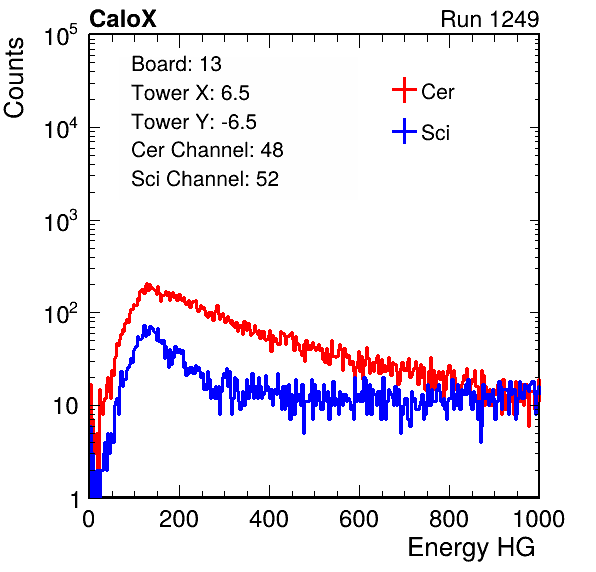 CaloX Run 1249
Counts
10^5
10^4
10^3
10^2
10
1
Board: 13
Tower X: 6.5
Tower Y: -6.5
Cer Channel: 48
Sci Channel: 52
Cer
Sci
0 200 400 600 800 1000
Energy HG